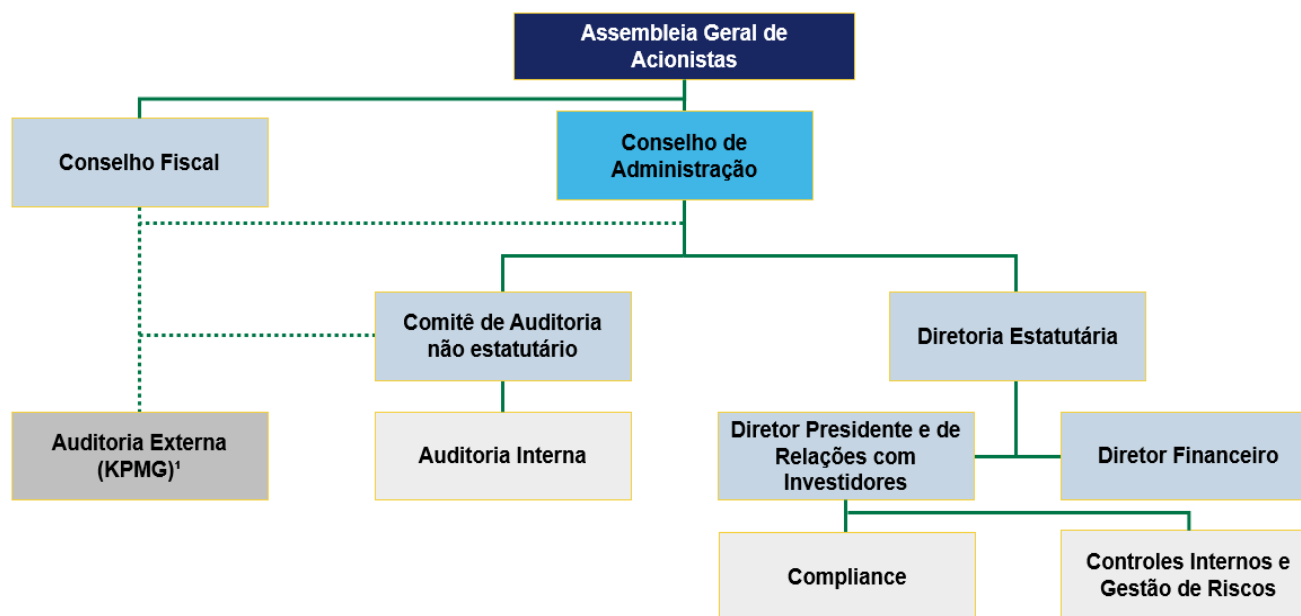 Assembleia Geral de
Acionistas
Conselho Fiscal
Conselho de
Administração
Comitê de Auditoria
não estatutário
Diretoria Estatutária
Auditoria Externa
(KPMG)¹
Auditoria Interna
Diretor Presidente e de
Relações com
Investidores
Diretor Financeiro
Compliance
Controles Internos e
Gestão de Riscos